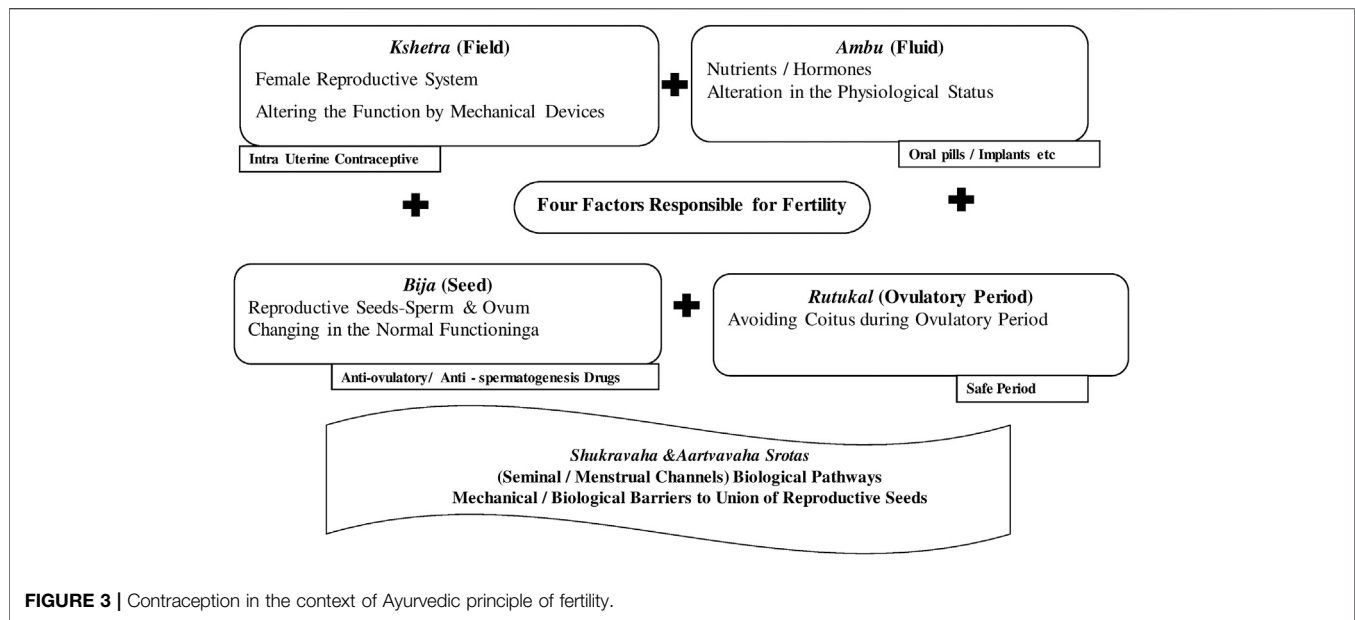 Kshetra (Field)
Female Reproductive System
Altering the Function by Mechanical Devices
Intra Uterine Contraceptive
Ambu (Fluid)
Nutrients / Hormones
Alteration in the Physiological Status
Oral pills / Implants etc
Four Factors Responsible for Fertility
Bija (Seed)
Reproductive Seeds-Sperm & Ovum
Changing in the Normal Functioninga
Anti-ovulatory/ Anti - spermatogenesis Drugs
Rutukal (Ovulatory Period)
Avoiding Coitus during Ovulatory Period
Safe Period
Shukravaha &Aartvavaha Srotas
(Seminal / Menstrual Channels) Biological Pathways
Mechanical / Biological Barriers to Union of Reproductive Seeds
FIGURE 3 | Contraception in the context of Ayurvedic principle of fertility.